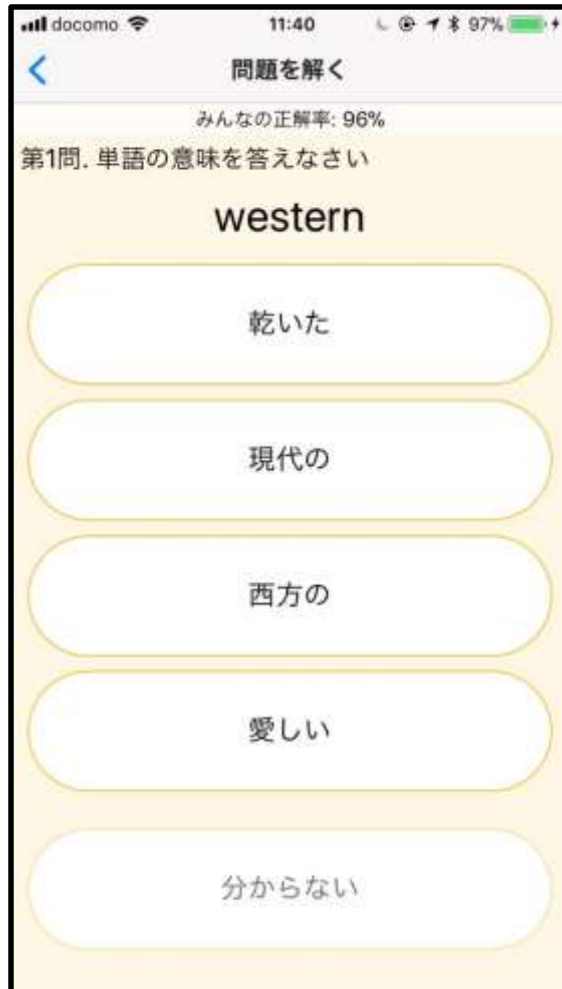 docomo 11:40 97%
問題を解く
みんなの正解率: 96%
第1問. 単語の意味を答えなさい
western
乾いた
現代の
西方の
愛しい
分からない